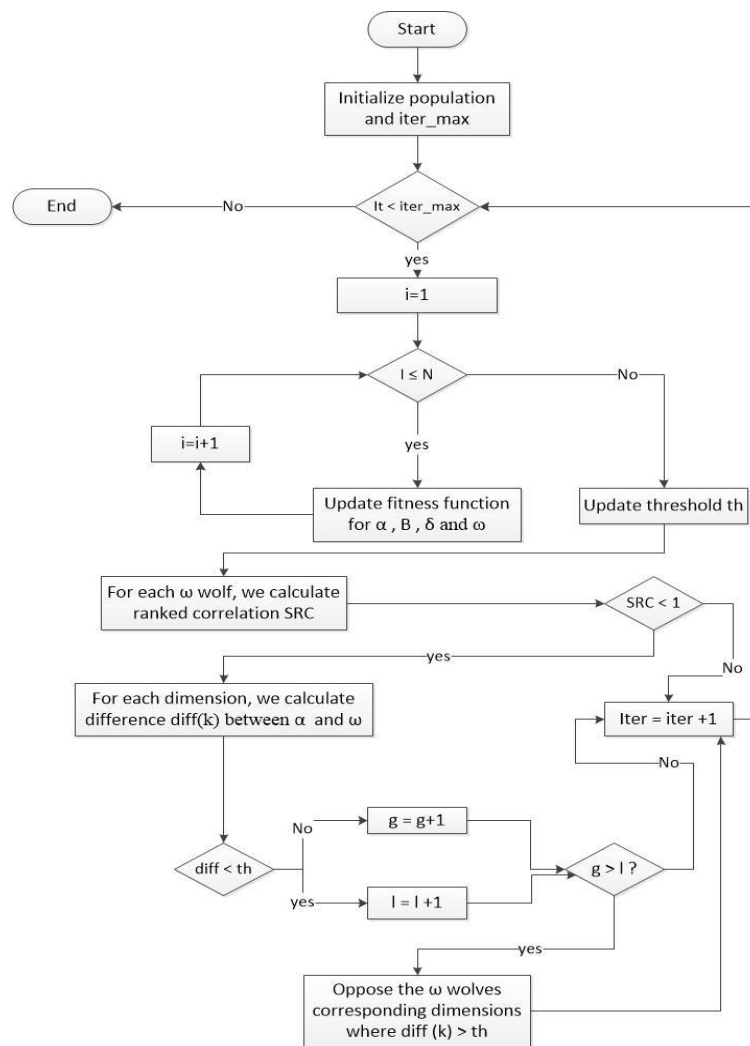 Start
Initialize population
and iter_max
It < iter_max
No
End
yes
i=1
I ≤ N
No
yes
i=i+1
Update fitness function
for α , B , δ and ω
Update threshold th
For each ω wolf, we calculate
ranked correlation SRC
SRC < 1
yes
No
For each dimension, we calculate
difference diff(k) between α and ω
Iter = iter +1
No
diff < th
No
g = g+1
yes
l = l +1
g > l ?
yes
Oppose the ω wolves
corresponding dimensions
where diff (k) > th